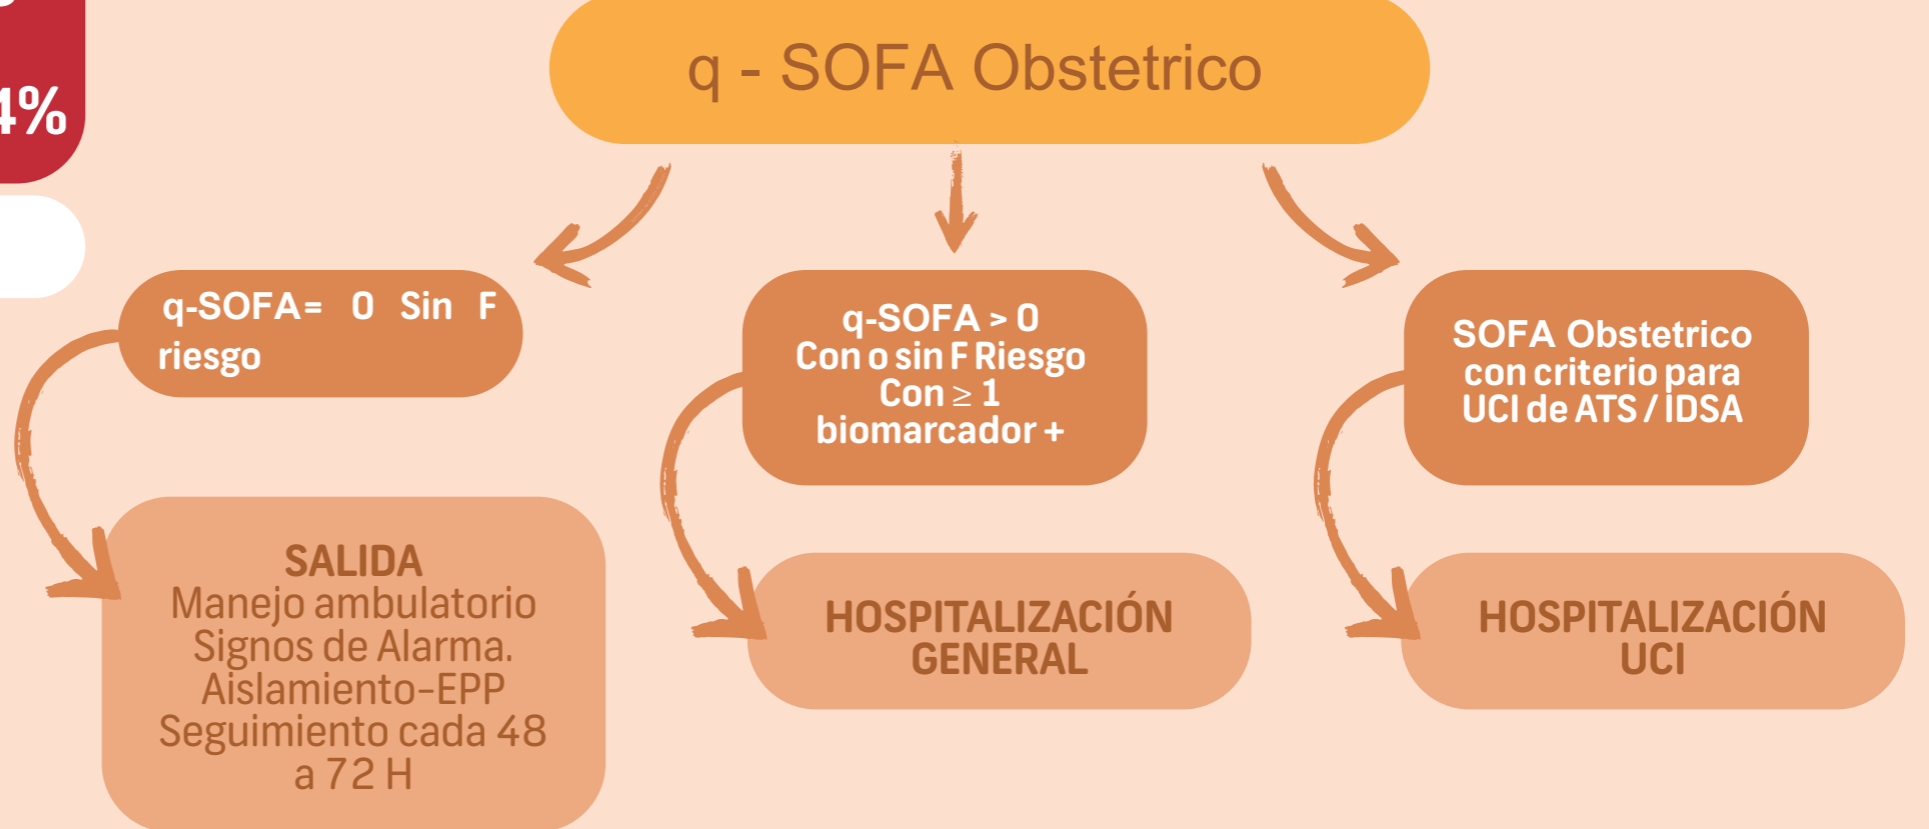 4%
q - SOFA Obstetrico
q-SOFA= 0 Sin F
riesgo
q-SOFA > 0
Con o sin F Riesgo
Con ≥ 1
biomarcador +
SOFA Obstetrico
con criterio para
UCI de ATS / IDSA
SALIDA
Manejo ambulatorio
Signos de Alarma.
Aislamiento-EPP
Seguimiento cada 48
a 72 H
HOSPITALIZACIÓN
GENERAL
HOSPITALIZACIÓN
UCI